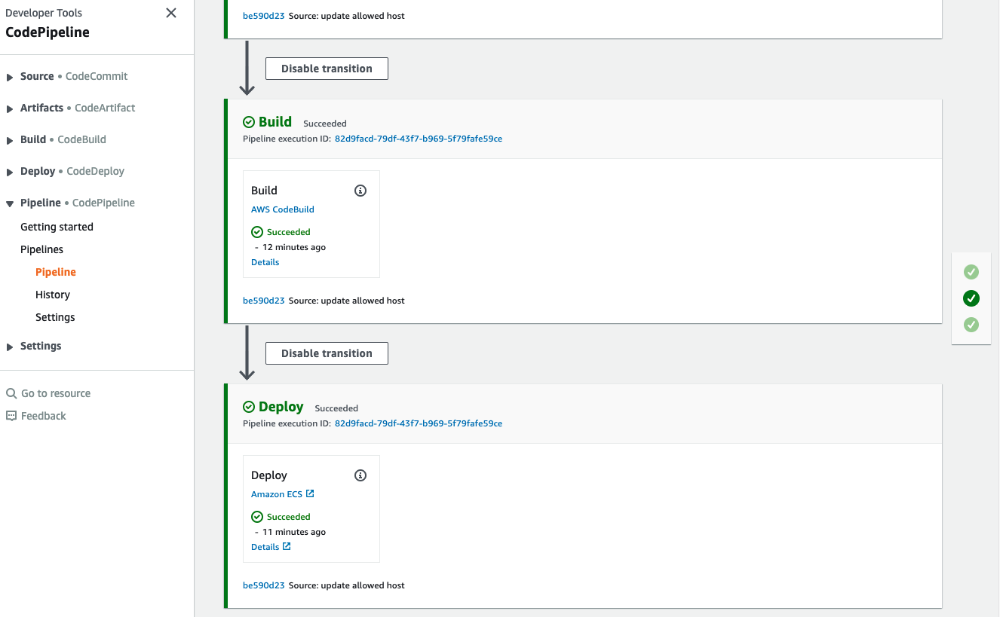 Developer Tools
CodePipeline
Source • CodeCommit
Artifacts • CodeArtifact
Build • CodeBuild
Deploy • CodeDeploy
Pipeline • CodePipeline
Getting started
Pipelines
Pipeline
History
Settings
Settings
Go to resource
Feedback
be590d23 Source: update allowed host
Disable transition
Build Succeeded
Pipeline execution ID: 82d9facd-79df-43f7-b969-5f79fafe59ce
Build
AWS CodeBuild
Succeeded
- 12 minutes ago
Details
be590d23 Source: update allowed host
Disable transition
Deploy Succeeded
Pipeline execution ID: 82d9facd-79df-43f7-b969-5f79fafe59ce
Deploy
Amazon ECS
Succeeded
- 11 minutes ago
Details
be590d23 Source: update allowed host